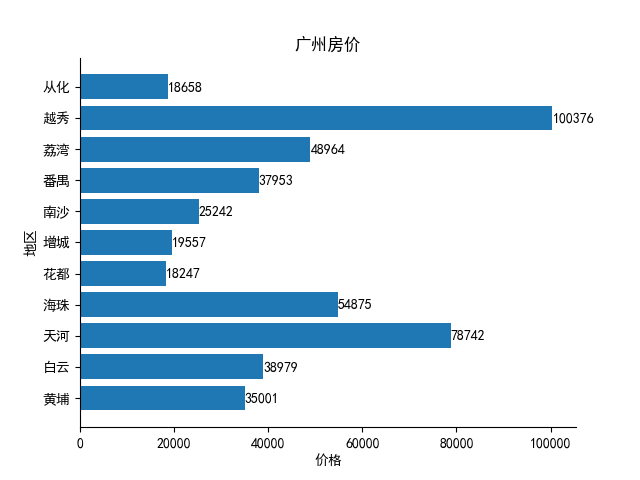 广州房价
从化 18658
越秀 100376
荔湾 48964
番禺 37953
南沙 25242
增城 19557
花都 18247
海珠 54875
天河 78742
白云 38979
黄埔 35001
地区
0 20000 40000 60000 80000 100000
价格